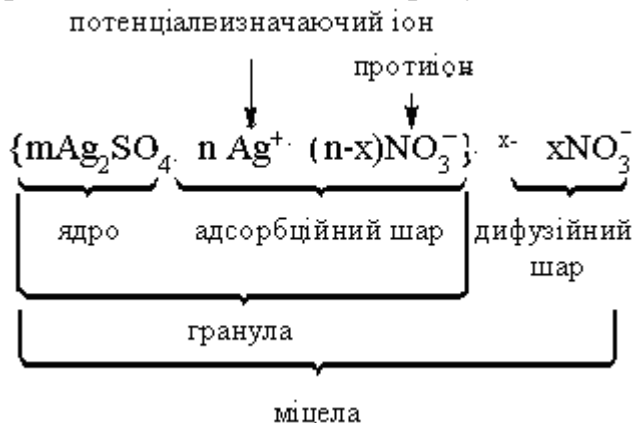 потенціалвизначаючий іон
протиіон
{mAg₂SO₄. n Ag⁺· (n-x)NO₃⁻}. ˣ⁻ xNO₃⁻
ядро адсорбційний шар дифузійний
шар
гранула
міцела